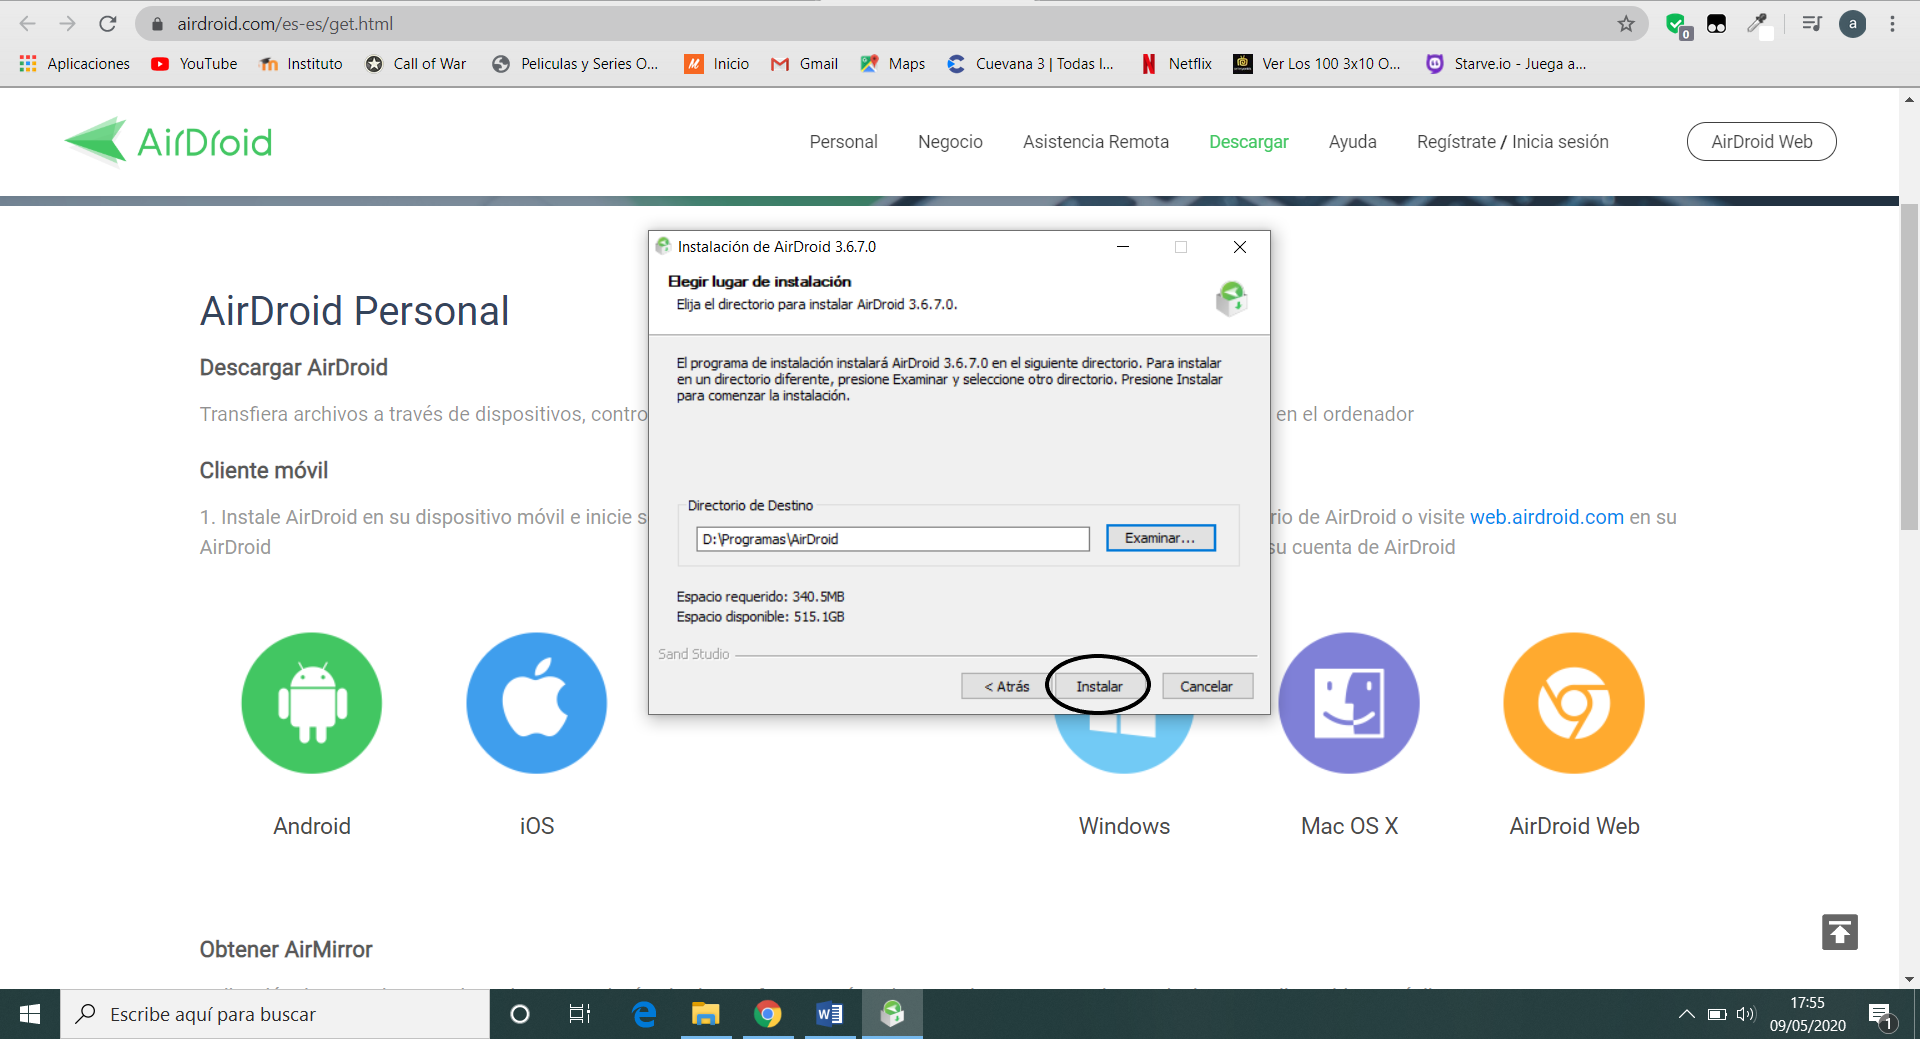 airdroid.com/es-es/get.html
0
a
Aplicaciones
YouTube
Instituto
Call of War
Peliculas y Series O...
Inicio
Gmail
Maps
Cuevana 3 | Todas l...
Netflix
Ver Los 100 3x10 O...
Starve.io - Juega a...
AirDroid
Personal
Negocio
Asistencia Remota
Descargar
Ayuda
Regístrate / Inicia sesión
AirDroid Web
Instalación de AirDroid 3.6.7.0
Elegir lugar de instalación
Elija el directorio para instalar AirDroid 3.6.7.0.
El programa de instalación instalará AirDroid 3.6.7.0 en el siguiente directorio. Para instalar
en un directorio diferente, presione Examinar y seleccione otro directorio. Presione Instalar
para comenzar la instalación.
Directorio de Destino
D:\Programas\AirDroid
Examinar...
Espacio requerido: 340.5MB
Espacio disponible: 515.1GB
Sand Studio
< Atrás
Instalar
Cancelar
AirDroid Personal
Descargar AirDroid
Transfiera archivos a través de dispositivos, contro
en el ordenador
Cliente móvil
1. Instale AirDroid en su dispositivo móvil e inicie s
AirDroid
rio de AirDroid o visite web.airdroid.com en su
su cuenta de AirDroid
Android
iOS
Windows
Mac OS X
AirDroid Web
Obtener AirMirror
Escribe aquí para buscar
17:55
09/05/2020
1